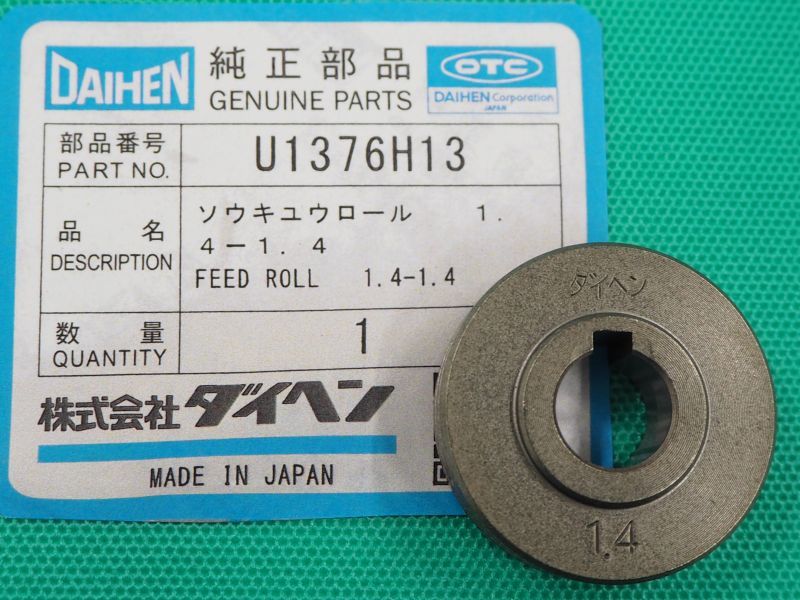 DAIHEN
純正部品
GENUINE PARTS
OTC
DAIHEN Corporation
JAPAN
部品番号
PART NO.
U1376H13
品 名
DESCRIPTION
ソウキユウロール 1.
4－1. 4
FEED ROLL 1.4-1.4
数 量
QUANTITY
1
株式会社ダイヘン
MADE IN JAPAN
ダイヘン
1.4